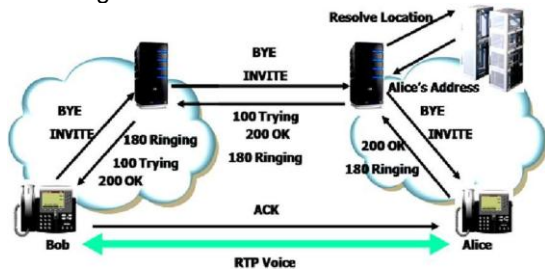 Resolve Location
BYE
INVITE
Alice's Address
BYE
INVITE
100 Trying
200 OK
180 Ringing
BYE
INVITE
180 Ringing
100 Trying
200 OK
200 OK
180 Ringing
ACK
Bob
Alice
RTP Voice